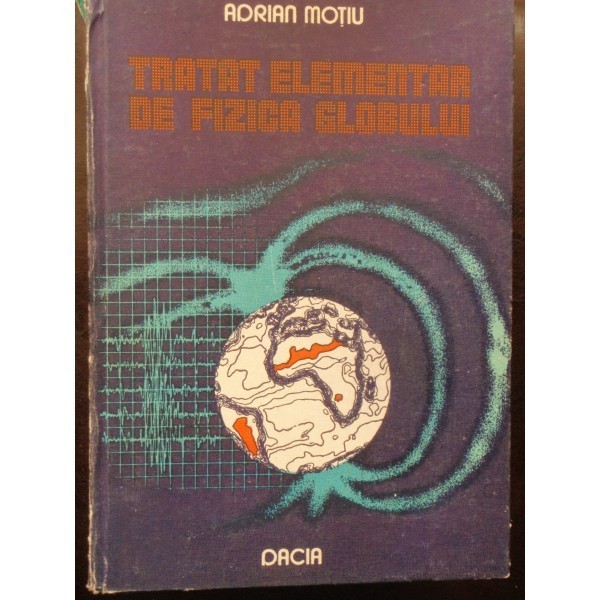 ADRIAN MOȚIU
TRATAT ELEMENTAR
DE FIZICA GLOBULUI
DACIA